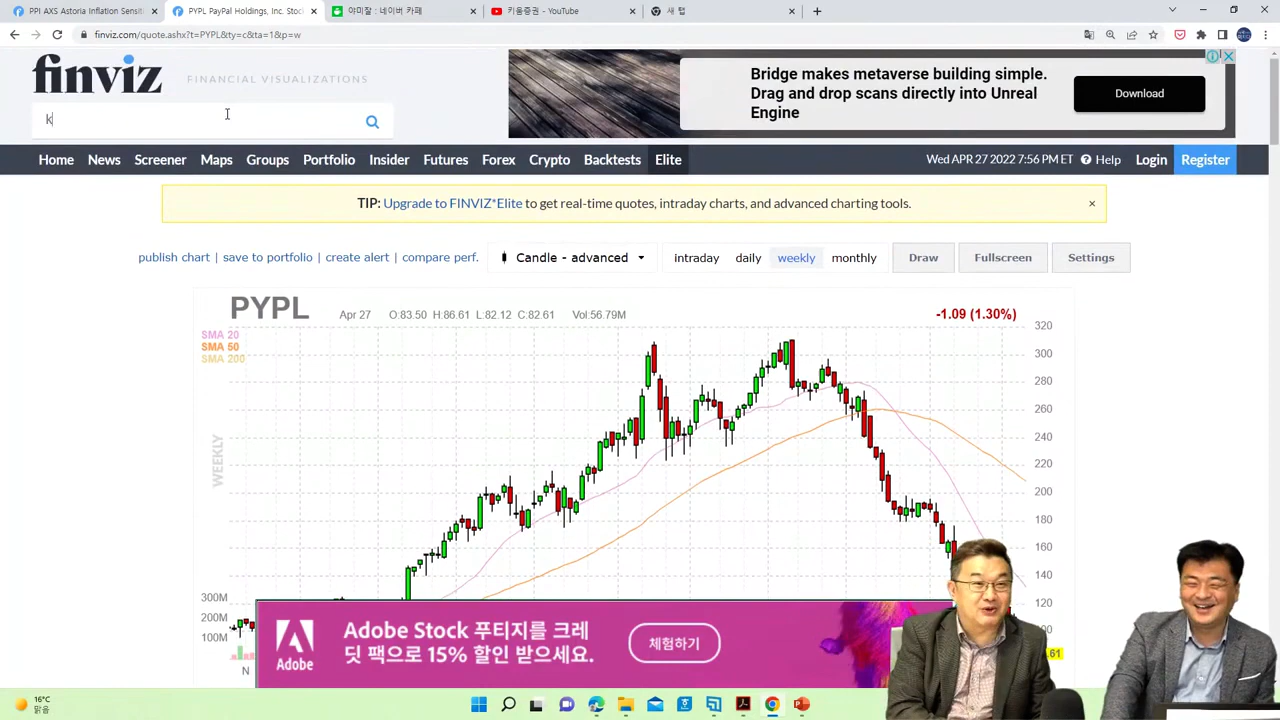 PPI AXS Astoria Inflation Sensiti
PYPL PayPal Holdings, Inc. Stoc
야미잘 : 네이버 카페
키움증권 - YouTube
새 탭
finviz.com/quote.ashx?t=PYPL&ty=c&ta=1&p=w
finviz
FINANCIAL VISUALIZATIONS
k
Bridge makes metaverse building simple.
Drag and drop scans directly into Unreal
Engine
Download
Home News Screener Maps Groups Portfolio Insider Futures Forex Crypto Backtests Elite
Wed APR 27 2022 7:56 PM ET Help Login Register
TIP: Upgrade to FINVIZ*Elite to get real-time quotes, intraday charts, and advanced charting tools.
publish chart | save to portfolio | create alert | compare perf.
Candle - advanced
intraday daily weekly monthly
Draw
Fullscreen
Settings
PYPL
Apr 27 O:83.50 H:86.61 L:82.12 C:82.61 Vol:56.79M
-1.09 (1.30%)
SMA 20
SMA 50
SMA 200
WEEKLY
320
300
280
260
240
220
200
180
160
140
120
300M
200M
100M
N
61
Adobe
Adobe Stock 푸티지를 크레
딧 팩으로 15% 할인 받으세요.
체험하기
16°C
맑음